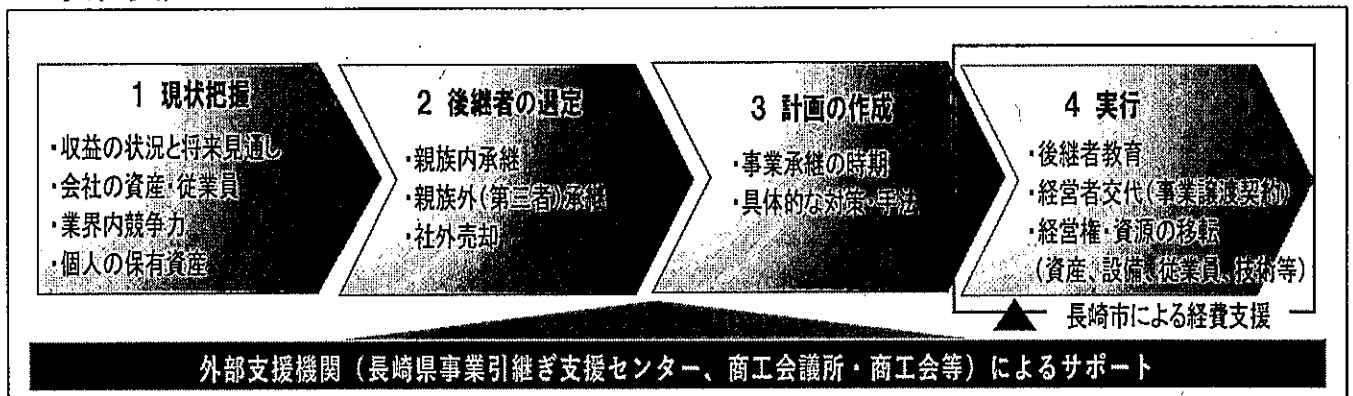 1 現状把握
・収益の状況と将来見通し
・会社の資産・従業員
・業界内競争力
・個人の保有資産
2 後継者の選定
・親族内承継
・親族外(第三者)承継
・社外売却
3 計画の作成
・事業承継の時期
・具体的な対策・手法
4 実行
・後継者教育
・経営者交代(事業譲渡契約)
・経営権・資源の移転
(資産、設備、従業員、技術等)
長崎市による経費支援
外部支援機関(長崎県事業引継ぎ支援センター、商工会議所・商工会等)によるサポート